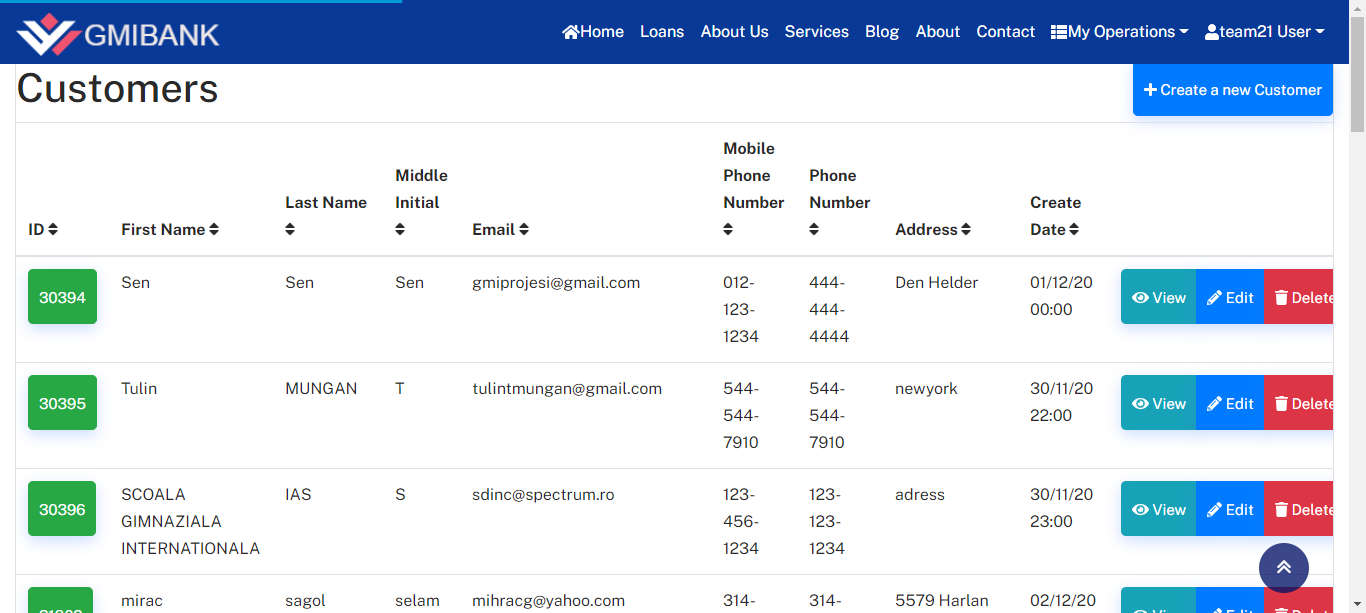 GMIBANK
Home Loans About Us Services Blog About Contact My Operations team21 User
Customers
Create a new Customer
ID First Name Last Name Middle Initial Email Mobile Phone Number Phone Number Address Create Date
30394 Sen Sen Sen gmiprojesi@gmail.com 012-123-1234 444-444-4444 Den Helder 01/12/20 00:00 View Edit Delete
30395 Tulin MUNGAN T tulintmungan@gmail.com 544-544-7910 544-544-7910 newyork 30/11/20 22:00 View Edit Delete
30396 SCOALA GIMNAZIALA INTERNATIONALA IAS S sdinc@spectrum.ro 123-456-1234 123-123-1234 adress 30/11/20 23:00 View Edit Delete
mirac sagol selam mihracg@yahoo.com 314- 314- 5579 Harlan 02/12/20